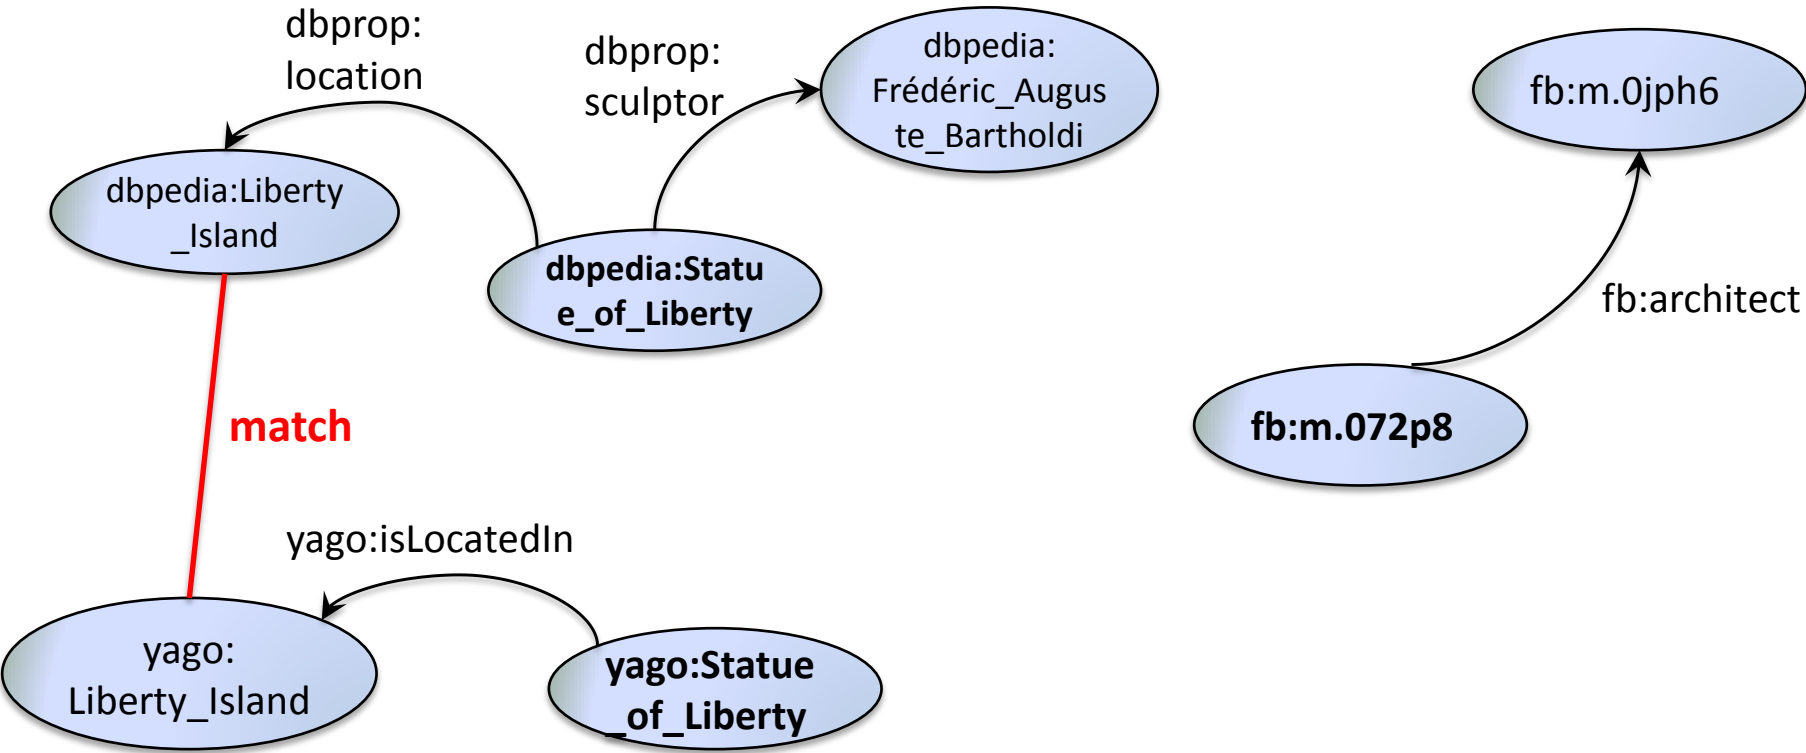 dbprop:
location
dbprop:
sculptor
dbpedia:
Frédéric_Augus
te_Bartholdi
fb:m.0jph6
dbpedia:Liberty
_Island
dbpedia:Statu
e_of_Liberty
fb:architect
match
fb:m.072p8
yago:isLocatedIn
yago:
Liberty_Island
yago:Statue
_of_Liberty